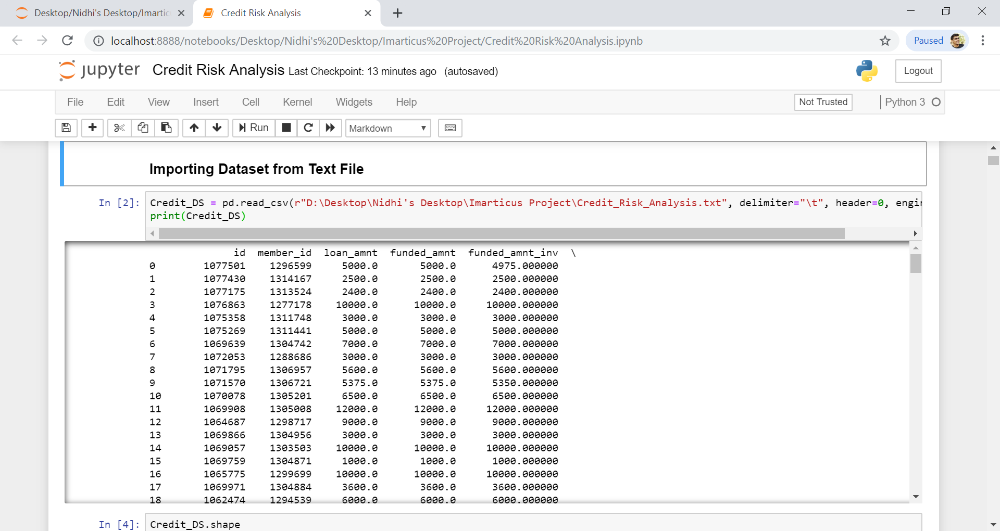 Desktop/Nidhi's Desktop/Imartic
Credit Risk Analysis
localhost:8888/notebooks/Desktop/Nidhi's%20Desktop/Imarticus%20Project/Credit%20Risk%20Analysis.ipynb
Paused
jupyter Credit Risk Analysis Last Checkpoint: 13 minutes ago (autosaved)
Logout
File Edit View Insert Cell Kernel Widgets Help Not Trusted Python 3
Run Markdown
Importing Dataset from Text File
In [2]: Credit_DS = pd.read_csv(r"D:\Desktop\Nidhi's Desktop\Imarticus Project\Credit_Risk_Analysis.txt", delimiter="\t", header=0, engin
print(Credit_DS)
id member_id loan_amnt funded_amnt funded_amnt_inv \
0 1077501 1296599 5000.0 5000.0 4975.000000
1 1077430 1314167 2500.0 2500.0 2500.000000
2 1077175 1313524 2400.0 2400.0 2400.000000
3 1076863 1277178 10000.0 10000.0 10000.000000
4 1075358 1311748 3000.0 3000.0 3000.000000
5 1075269 1311441 5000.0 5000.0 5000.000000
6 1069639 1304742 7000.0 7000.0 7000.000000
7 1072053 1288686 3000.0 3000.0 3000.000000
8 1071795 1306957 5600.0 5600.0 5600.000000
9 1071570 1306721 5375.0 5375.0 5350.000000
10 1070078 1305201 6500.0 6500.0 6500.000000
11 1069908 1305008 12000.0 12000.0 12000.000000
12 1064687 1298717 9000.0 9000.0 9000.000000
13 1069866 1304956 3000.0 3000.0 3000.000000
14 1069057 1303503 10000.0 10000.0 10000.000000
15 1069759 1304871 1000.0 1000.0 1000.000000
16 1065775 1299699 10000.0 10000.0 10000.000000
17 1069971 1304884 3600.0 3600.0 3600.000000
18 1062474 1294539 6000.0 6000.0 6000.000000
In [4]: Credit_DS.shape